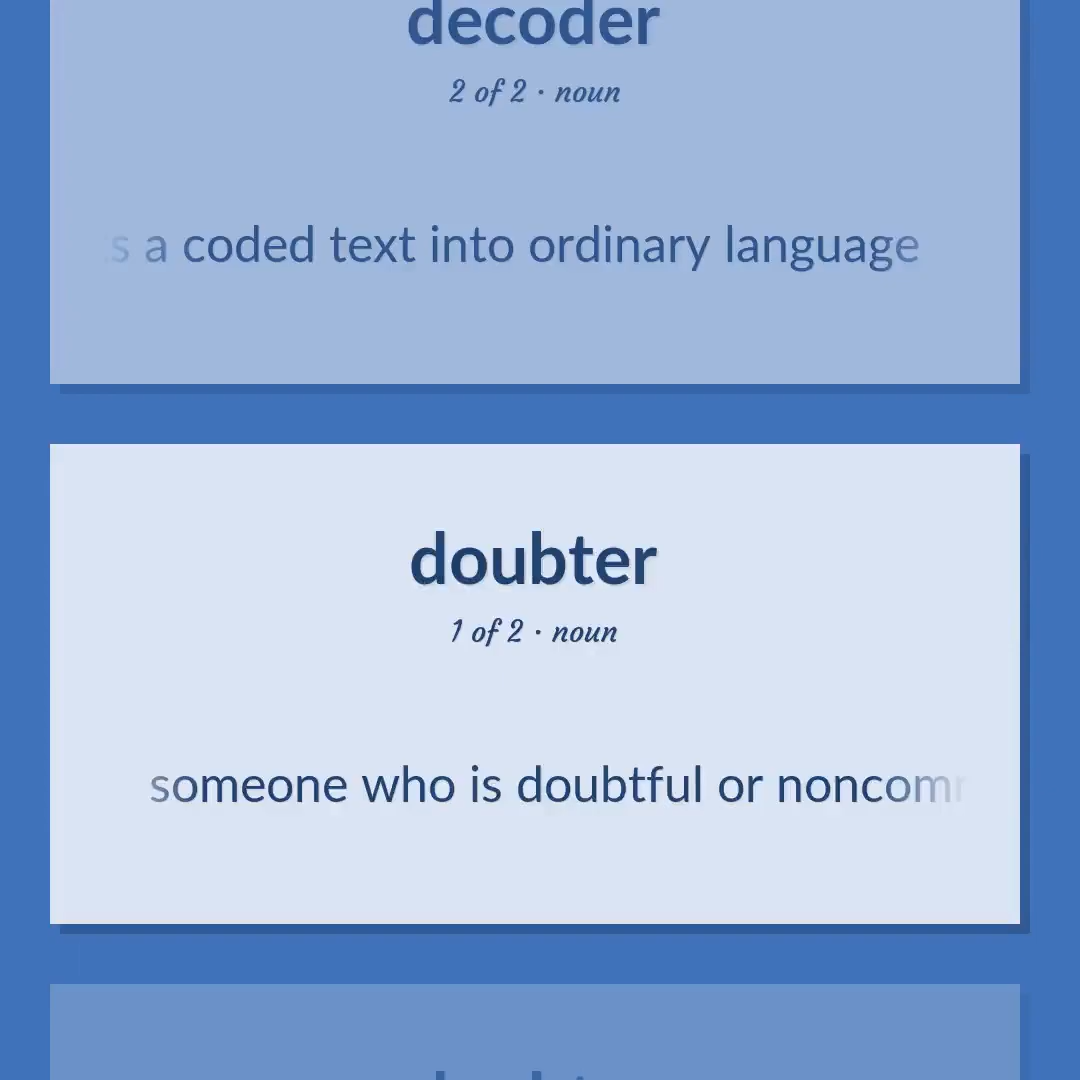 decoder
2 of 2 · noun
a coded text into ordinary language
doubter
1 of 2 · noun
someone who is doubtful or